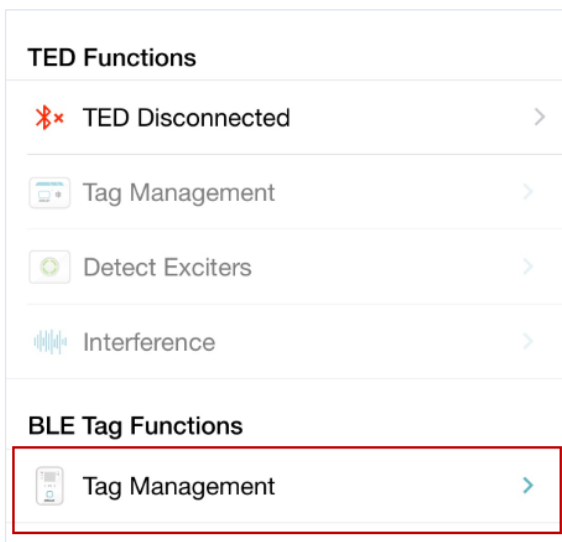 TED Functions
TED Disconnected
Tag Management
Detect Exciters
Interference
BLE Tag Functions
Tag Management